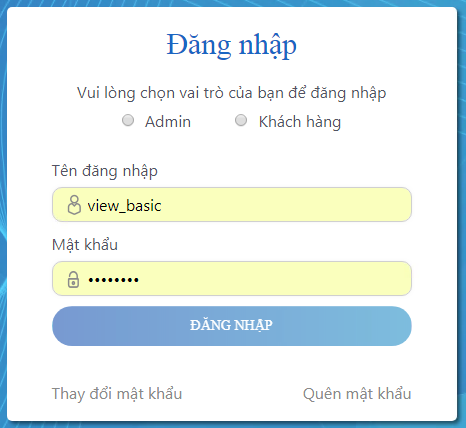 Đăng nhập
Vui lòng chọn vai trò của bạn để đăng nhập
Admin Khách hàng
Tên đăng nhập
view_basic
Mật khẩu
••••••••
ĐĂNG NHẬP
Thay đổi mật khẩu Quên mật khẩu